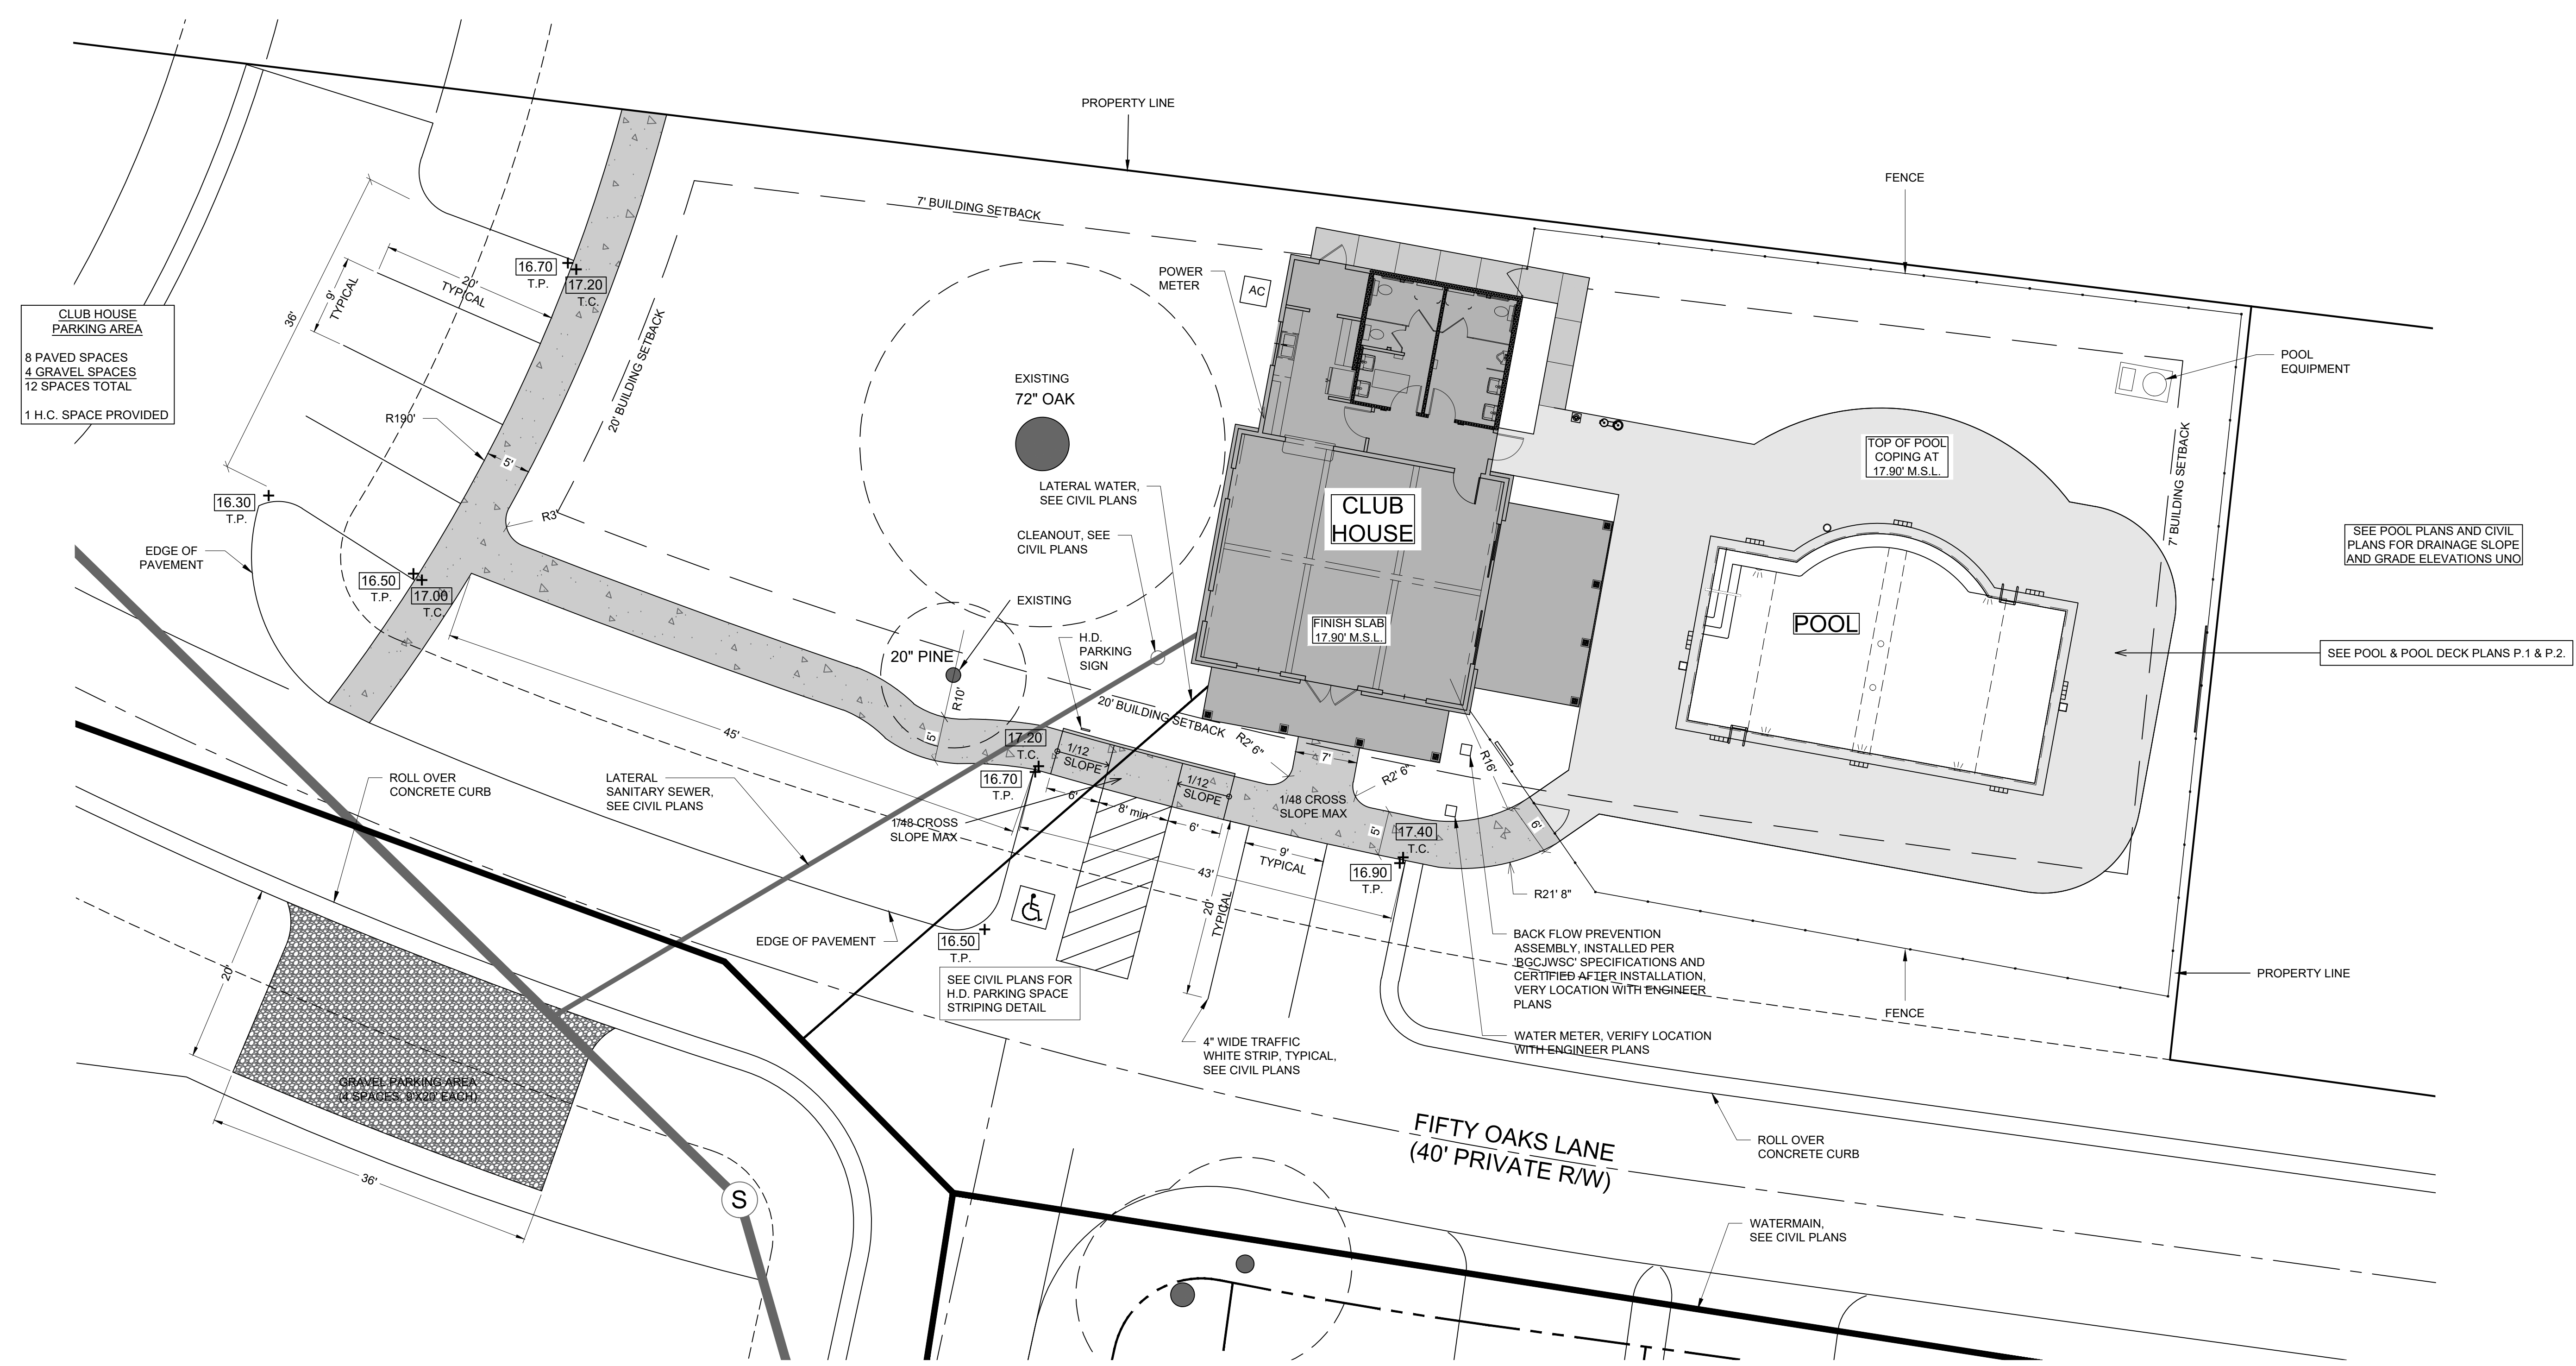 PROPERTY LINE
FENCE
7' BUILDING SETBACK
16.70
T.P.
17.20
T.C.
20'
TYPICAL
9'
TYPICAL
36'
20' BUILDING SETBACK
POWER
METER
AC
CLUB HOUSE
PARKING AREA
8 PAVED SPACES
4 GRAVEL SPACES
12 SPACES TOTAL
1 H.C. SPACE PROVIDED
POOL
EQUIPMENT
EXISTING
72" OAK
R190'
5'
TOP OF POOL
COPING AT
17.90' M.S.L.
7' BUILDING SETBACK
LATERAL WATER,
SEE CIVIL PLANS
CLUB
HOUSE
16.30
T.P.
R3'
CLEANOUT, SEE
CIVIL PLANS
SEE POOL PLANS AND CIVIL
PLANS FOR DRAINAGE SLOPE
AND GRADE ELEVATIONS UNO
EDGE OF
PAVEMENT
16.50
T.P.
17.00
T.C.
EXISTING
20" PINE
H.D.
PARKING
SIGN
FINISH SLAB
17.90' M.S.L.
POOL
SEE POOL & POOL DECK PLANS P.1 & P.2.
R10'
5'
45'
20' BUILDING SETBACK
17.20
T.C.
16.70
T.P.
1/12
SLOPE
1/12
SLOPE
R2' 6"
7'
R2' 6"
R16'
ROLL OVER
CONCRETE CURB
LATERAL
SANITARY SEWER,
SEE CIVIL PLANS
6'
8' min
6'
1/48 CROSS
SLOPE MAX
1/48 CROSS
SLOPE MAX
5'
17.40
T.C.
16.90
T.P.
6'
9'
TYPICAL
43'
20'
TYPICAL
R21' 8"
EDGE OF PAVEMENT
16.50
T.P.
SEE CIVIL PLANS FOR
H.D. PARKING SPACE
STRIPING DETAIL
BACK FLOW PREVENTION
ASSEMBLY, INSTALLED PER
'BGCJWSC' SPECIFICATIONS AND
CERTIFIED AFTER INSTALLATION,
VERY LOCATION WITH ENGINEER
PLANS
PROPERTY LINE
FENCE
20'
4" WIDE TRAFFIC
WHITE STRIP, TYPICAL,
SEE CIVIL PLANS
WATER METER, VERIFY LOCATION
WITH ENGINEER PLANS
GRAVEL PARKING AREA
(4 SPACES, 9'X20' EACH)
36'
S
FIFTY OAKS LANE
(40' PRIVATE R/W)
ROLL OVER
CONCRETE CURB
WATERMAIN,
SEE CIVIL PLANS